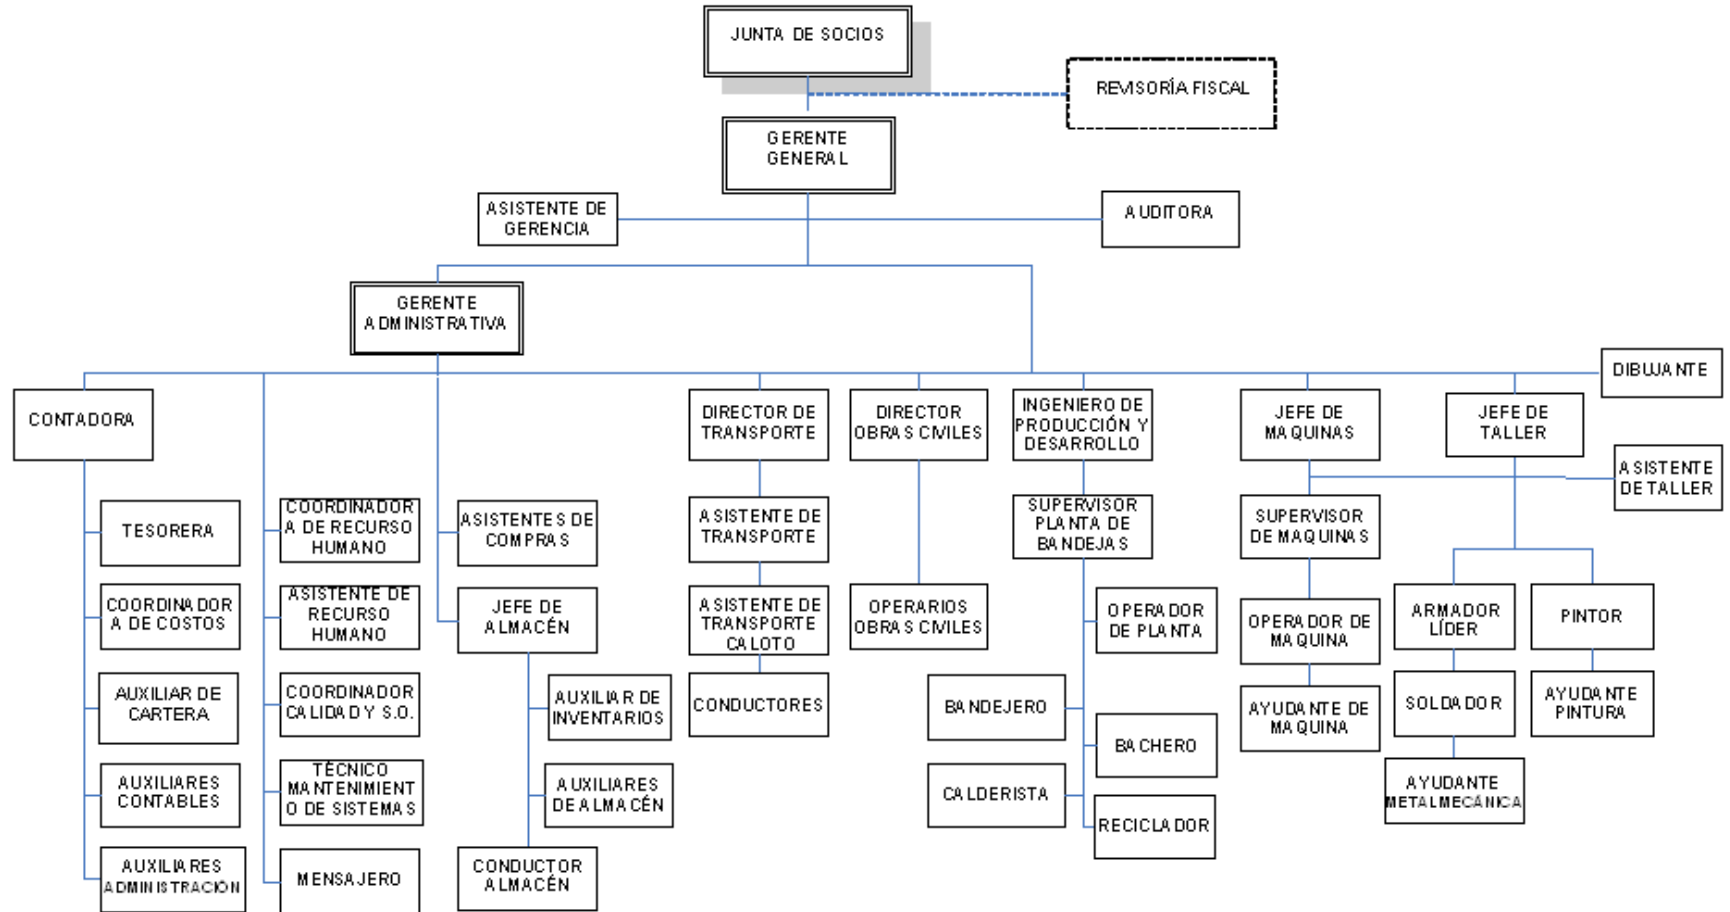 JUNTA DE SOCIOS
REVISORÍA FISCAL
GERENTE
GENERAL
ASISTENTE DE
GERENCIA
AUDITORA
GERENTE
ADMINISTRATIVA
DIBUJANTE
CONTADORA
DIRECTOR DE
TRANSPORTE
DIRECTOR
OBRAS CIVILES
INGENIERO DE
PRODUCCIÓN Y
DESARROLLO
JEFE DE
MAQUINAS
JEFE DE
TALLER
ASISTENTE
DE TALLER
TESORERA
COORDINADOR
A DE RECURSO
HUMANO
ASISTENTES DE
COMPRAS
ASISTENTE DE
TRANSPORTE
SUPERVISOR
PLANTA DE
BANDEJAS
SUPERVISOR
DE MAQUINAS
COORDINADOR
A DE COSTOS
ASISTENTE DE
RECURSO
HUMANO
JEFE DE
ALMACÉN
ASISTENTE DE
TRANSPORTE
CALOTO
OPERARIOS
OBRAS CIVILES
OPERADOR
DE PLANTA
OPERADOR DE
MAQUINA
ARMADOR
LÍDER
PINTOR
AUXILIAR DE
CARTERA
COORDINADOR
CALIDAD Y S.O.
AUXILIAR DE
INVENTARIOS
CONDUCTORES
BANDEJERO
BACHERO
AYUDANTE DE
MAQUINA
SOLDADOR
AYUDANTE
PINTURA
AUXILIARES
CONTABLES
TÉCNICO
MANTENIMIENT
O DE SISTEMAS
AUXILIARES
DE ALMACÉN
CALDERISTA
RECICLADOR
AYUDANTE
METALMECÁNICA
AUXILIARES
ADMINISTRACIÓN
MENSAJERO
CONDUCTOR
ALMACÉN